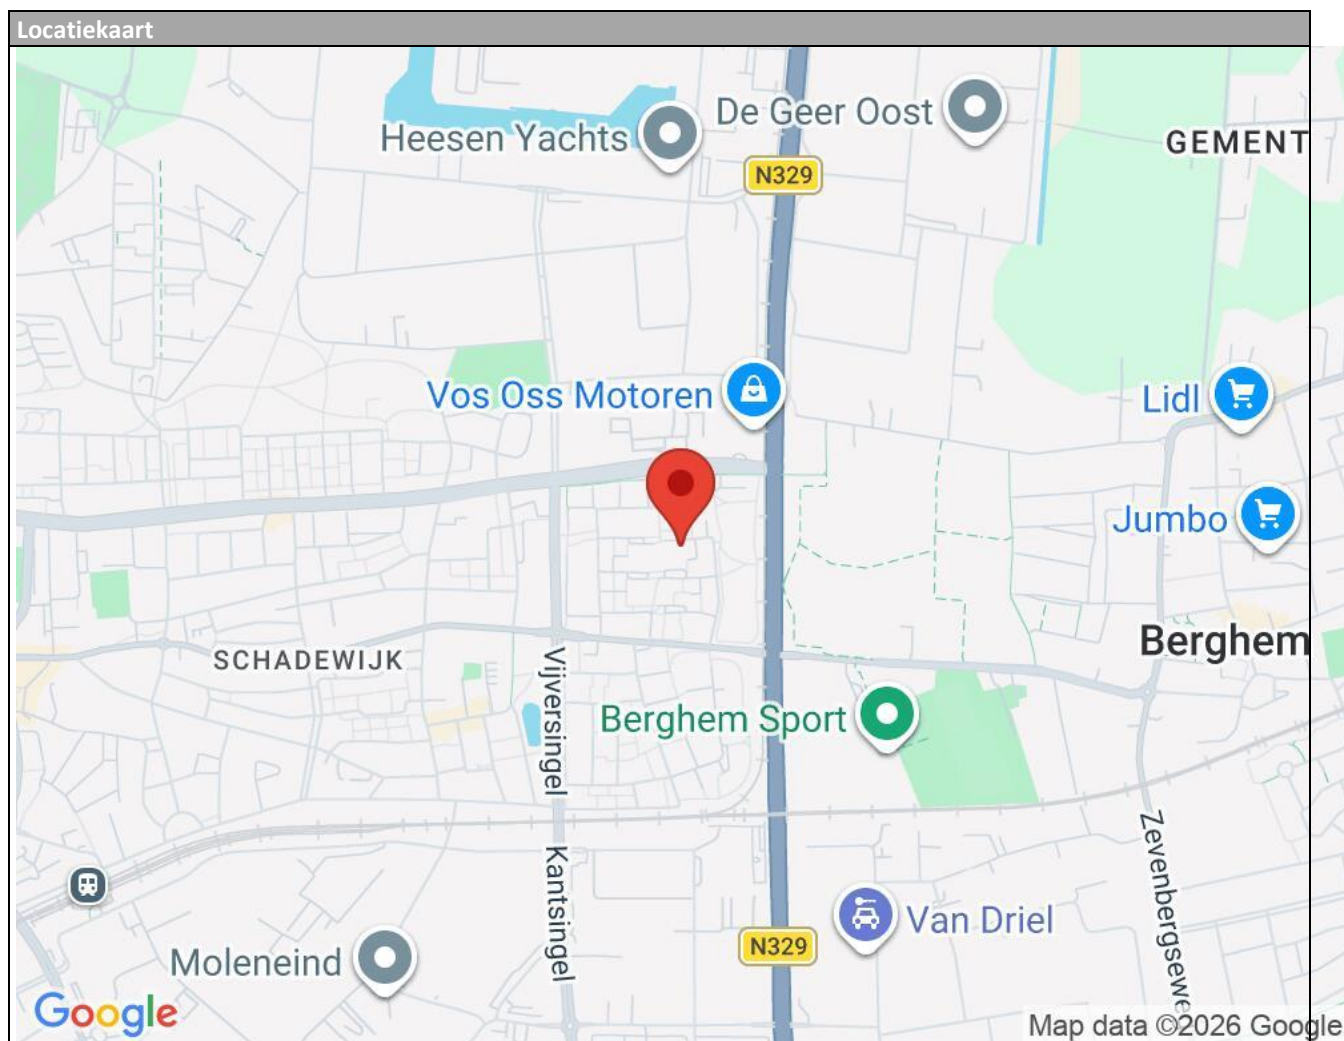 Locatiekaart
De Geer Oost
Heesen Yachts
GEMENT
N329
Vos Oss Motoren
Lidl
Jumbo
Berghem
SCHADEWIJK
Vijversingel
Berghem Sport
Zevenbergsewe
Kantsingel
Van Driel
N329
Moleneind
Google
Map data ©2026 Google